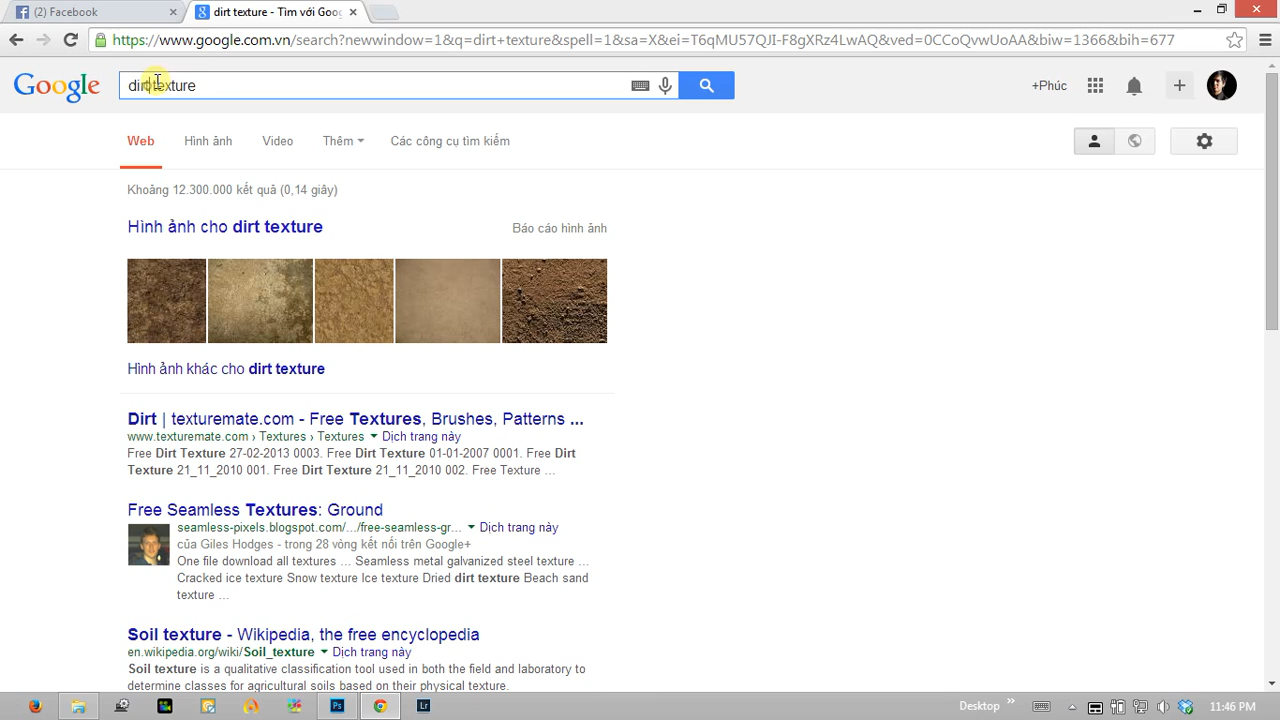 (2) Facebook
dirt texture - Tìm với Goo
https://www.google.com.vn/search?newwindow=1&q=dirt+texture&spell=1&sa=X&ei=T6qMU57QJI-F8gXRz4LwAQ&ved=0CCoQvwUoAA&biw=1366&bih=677
Google
dirt texture
+Phúc
Web
Hình ảnh
Video
Thêm
Các công cụ tìm kiếm
Khoảng 12.300.000 kết quả (0,14 giây)
Hình ảnh cho dirt texture
Báo cáo hình ảnh
Hình ảnh khác cho dirt texture
Dirt | texturemate.com - Free Textures, Brushes, Patterns ...
www.texturemate.com › Textures › Textures Dịch trang này
Free Dirt Texture 27-02-2013 0003. Free Dirt Texture 01-01-2007 0001. Free Dirt
Texture 21_11_2010 001. Free Dirt Texture 21_11_2010 002. Free Texture ...
Free Seamless Textures: Ground
seamless-pixels.blogspot.com/.../free-seamless-gr... Dịch trang này
của Giles Hodges - trong 28 vòng kết nối trên Google+
One file download all textures ... Seamless metal galvanized steel texture ...
Cracked ice texture Snow texture Ice texture Dried dirt texture Beach sand
texture ...
Soil texture - Wikipedia, the free encyclopedia
en.wikipedia.org/wiki/Soil_texture Dịch trang này
Soil texture is a qualitative classification tool used in both the field and laboratory to
determine classes for agricultural soils based on their physical texture.
Ps
Lr
Desktop
11:46 PM